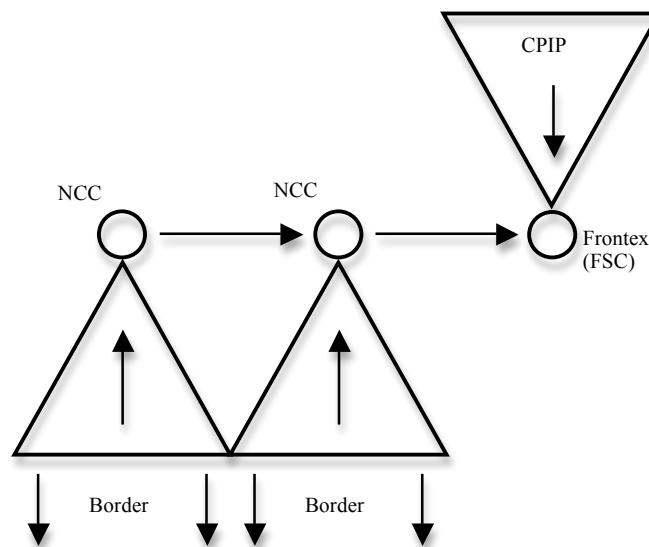 CPIP
NCC
NCC
Frontex
(FSC)
Border
Border